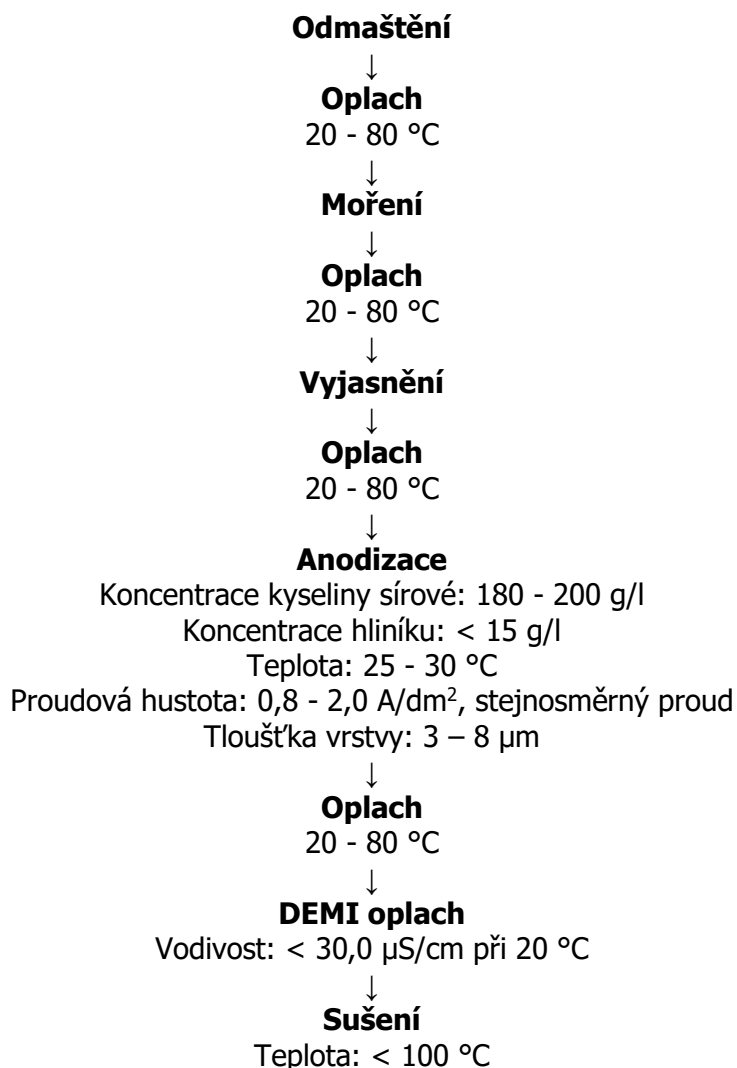 Odmaštění
↓
Oplach
20 - 80 °C
↓
Moření
↓
Oplach
20 - 80 °C
↓
Vyjasnění
↓
Oplach
20 - 80 °C
↓
Anodizace
Koncentrace kyseliny sírové: 180 - 200 g/l
Koncentrace hliníku: < 15 g/l
Teplota: 25 - 30 °C
Proudová hustota: 0,8 - 2,0 A/dm², stejnosměrný proud
Tloušťka vrstvy: 3 – 8 µm
↓
Oplach
20 - 80 °C
↓
DEMI oplach
Vodivost: < 30,0 µS/cm při 20 °C
↓
Sušení
Teplota: < 100 °C